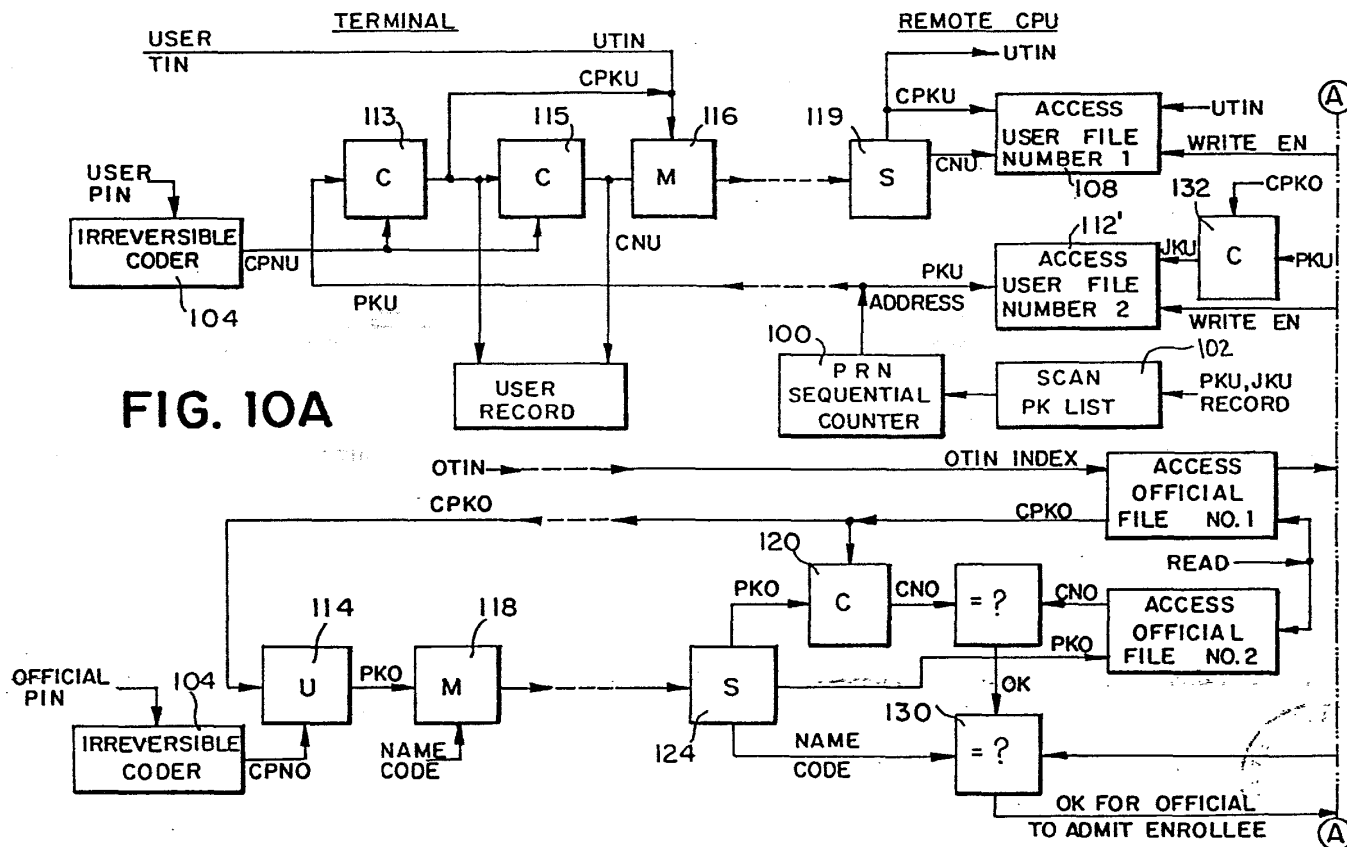 TERMINAL
REMOTE CPU
USER
TIN
UTIN
UTIN
CPKU
CPKU
113
115
116
119
ACCESS
USER FILE
NUMBER 1
UTIN
A
C
C
M
S
CNU
WRITE EN
108
USER
PIN
132
CPKO
IRREVERSIBLE
CODER
CPNU
CNU
112'
ACCESS
USER FILE
NUMBER 2
JKU
C
PKU
PKU
PKU
ADDRESS
WRITE EN
104
100
102
USER
RECORD
PRN
SEQUENTIAL
COUNTER
SCAN
PK LIST
PKU, JKU
RECORD
FIG. 10A
OTIN
OTIN INDEX
ACCESS
OFFICIAL
FILE NO.1
CPKO
CPKO
READ
120
PKO
C
CNO
= ?
CNO
ACCESS
OFFICIAL
FILE NO.2
114
118
PKO
OFFICIAL
PIN
U
PKO
M
S
OK
104
130
IRREVERSIBLE
CODER
CPNO
NAME
CODE
124
NAME
CODE
= ?
OK FOR OFFICIAL
TO ADMIT ENROLLEE
A